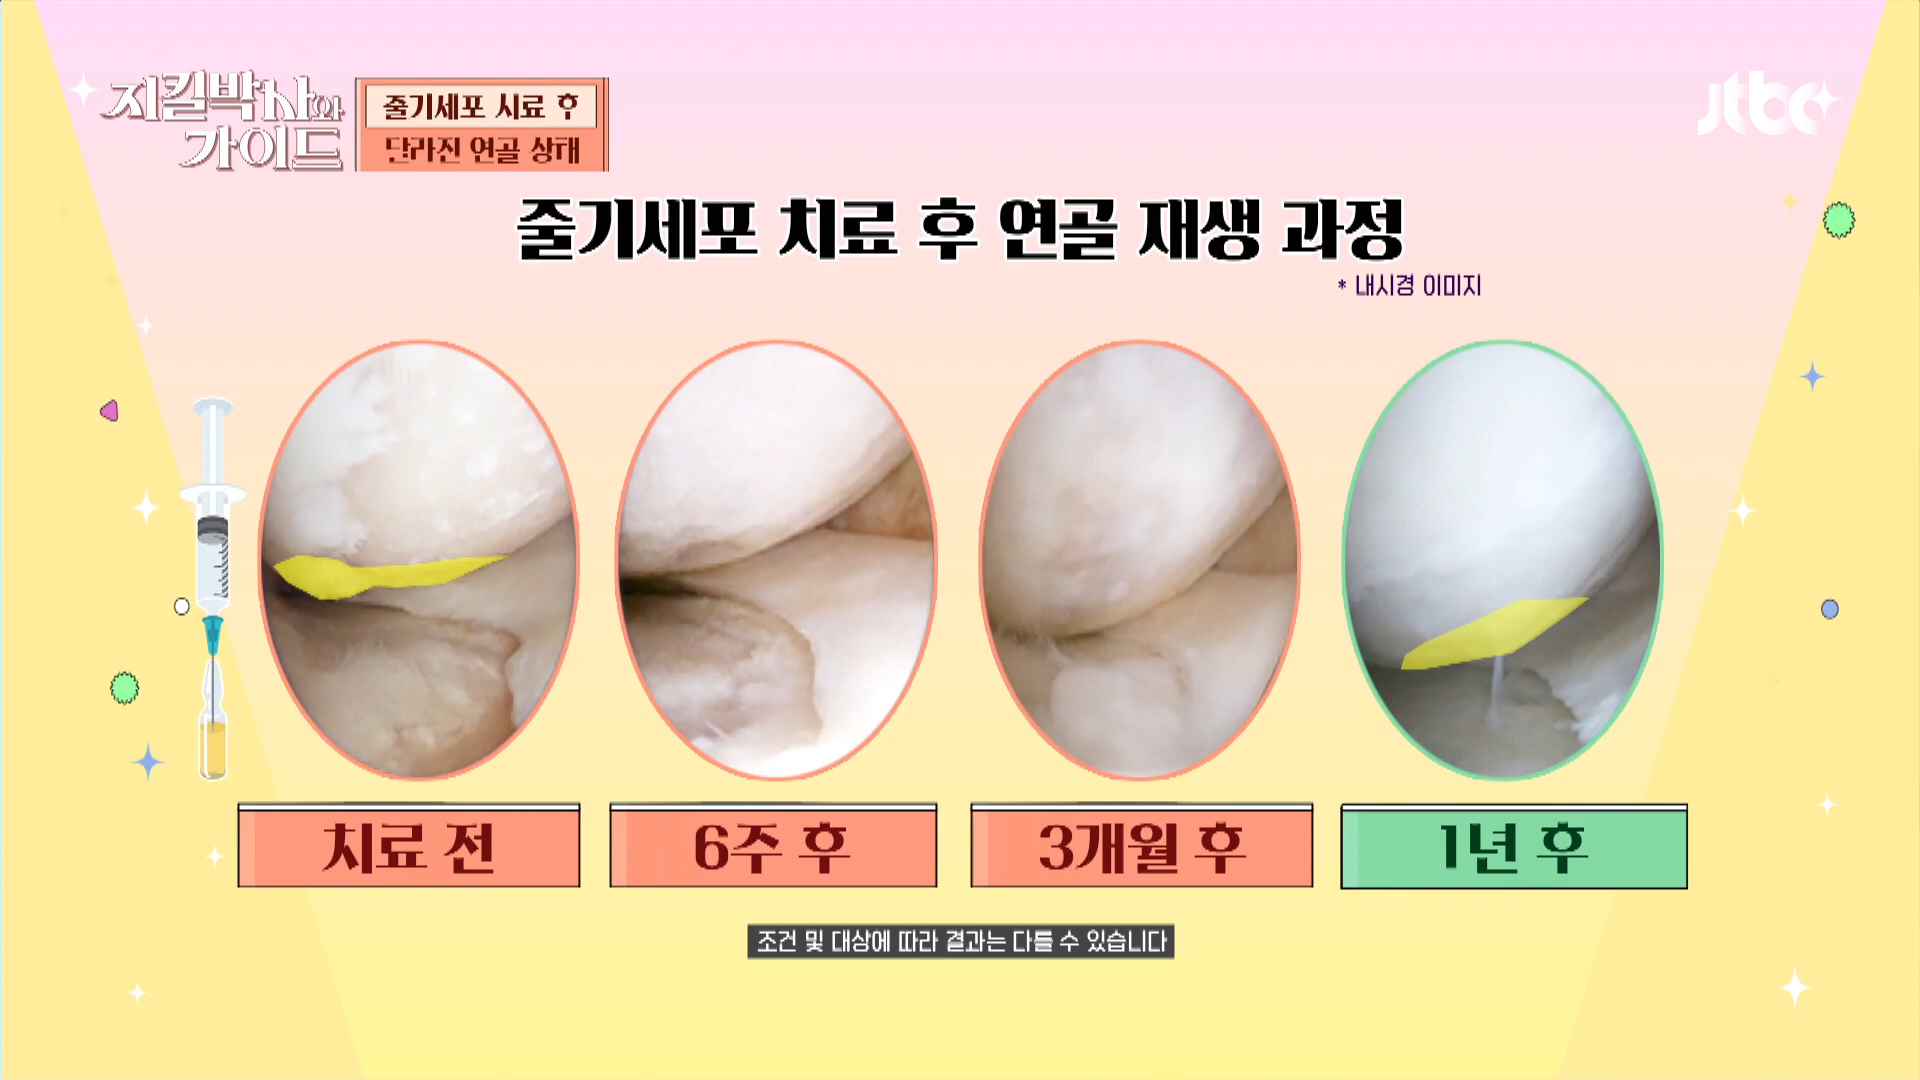 지킬박사와
가이드
줄기세포 시료 후
달라진 연골 상태
jtbc
줄기세포 치료 후 연골 재생 과정
* 내시경 이미지
치료 전
6주 후
3개월 후
1년 후
조건 및 대상에 따라 결과는 다를 수 있습니다